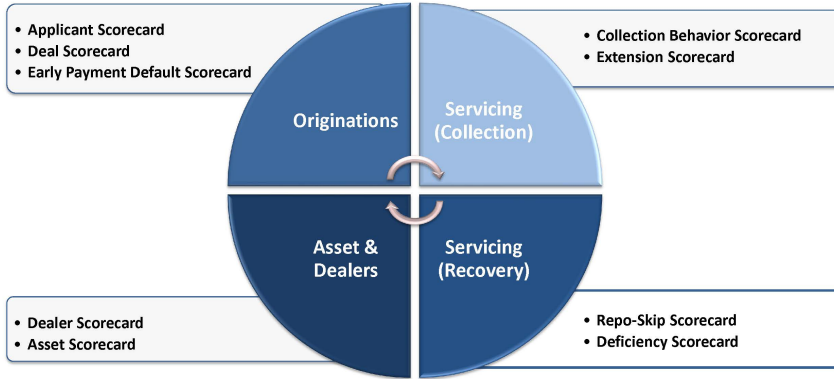 • Applicant Scorecard
• Deal Scorecard
• Early Payment Default Scorecard
• Collection Behavior Scorecard
• Extension Scorecard
Originations
Servicing
(Collection)
Asset &
Dealers
Servicing
(Recovery)
• Dealer Scorecard
• Asset Scorecard
• Repo-Skip Scorecard
• Deficiency Scorecard